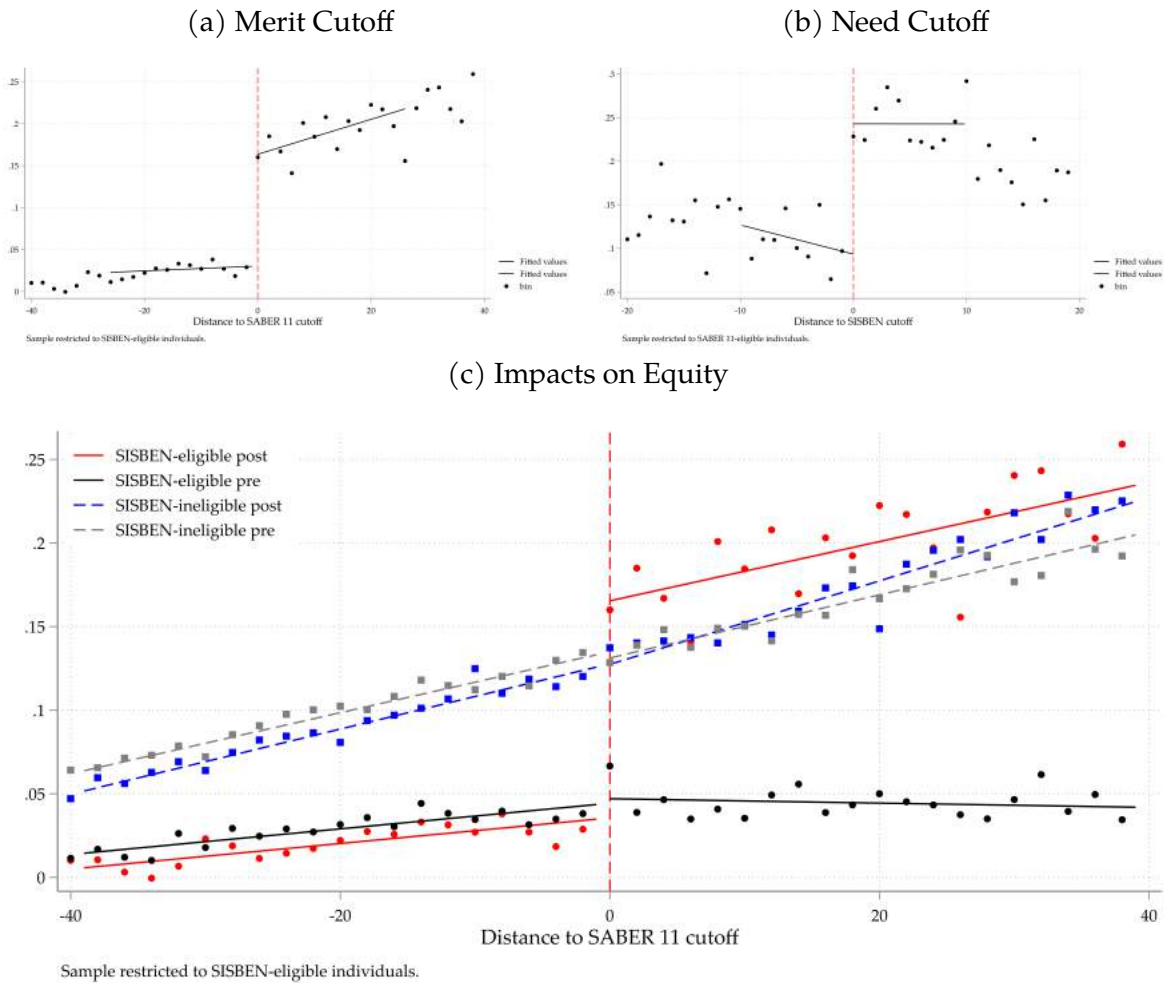 (a) Merit Cutoff
.25
.2
.15
.1
.05
0
-40
-20
0
20
40
Distance to SABER 11 cutoff
Fitted values
Fitted values
bin
Sample restricted to SISBEN-eligible individuals.
(b) Need Cutoff
.3
.25
.2
.15
.1
.05
-20
-10
0
10
20
Distance to SISBEN cutoff
Fitted values
Fitted values
bin
Sample restricted to SABER 11-eligible individuals.
(c) Impacts on Equity
SISBEN-eligible post
SISBEN-eligible pre
SISBEN-ineligible post
SISBEN-ineligible pre
.25
.2
.15
.1
.05
0
-40
-20
0
20
40
Distance to SABER 11 cutoff
Sample restricted to SISBEN-eligible individuals.